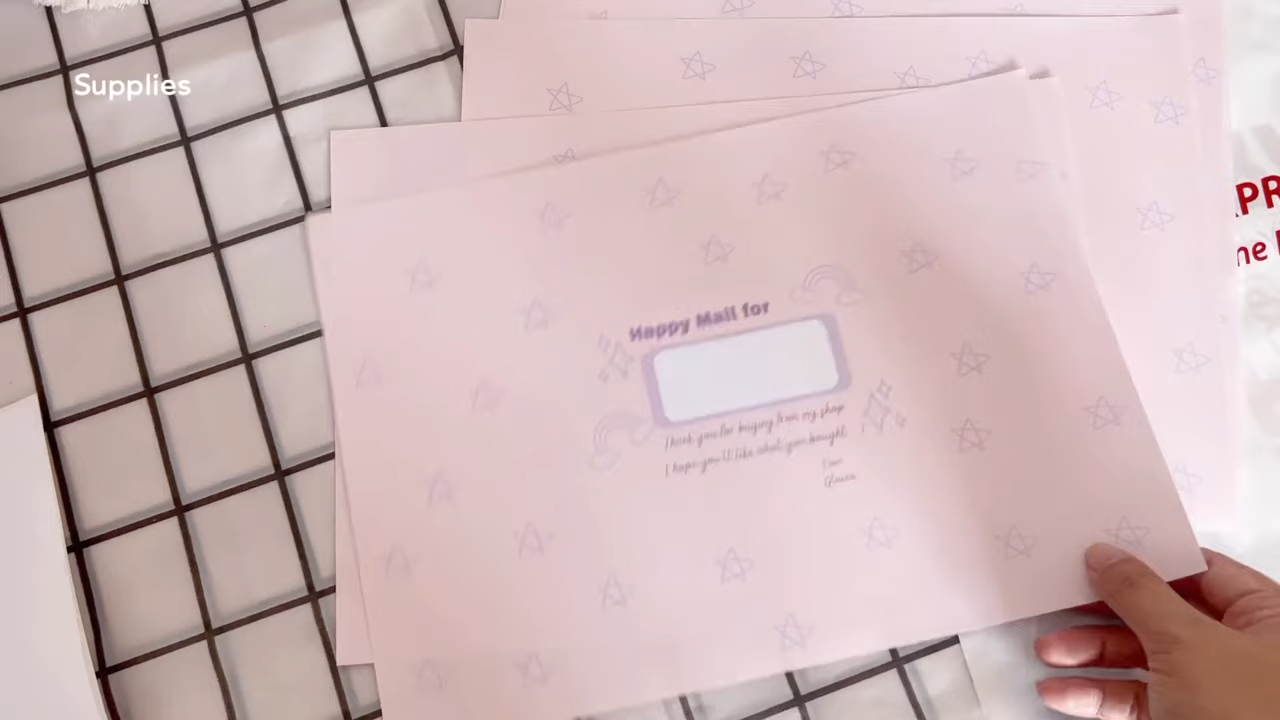 Supplies
Happy Mail for
Thank you for buying from my shop
I hope you'll like what you bought